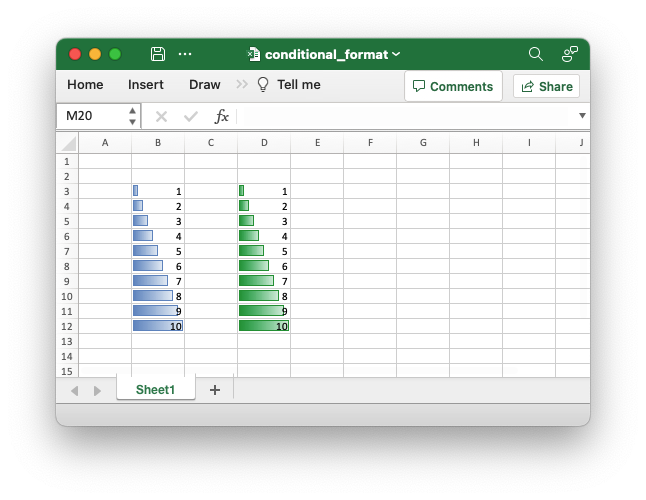 conditional_format
Home Insert Draw Tell me Comments Share
M20 fx
A B C D E F G H I J
1
2
3 1 1
4 2 2
5 3 3
6 4 4
7 5 5
8 6 6
9 7 7
10 8 8
11 9 9
12 10 10
13
14
15
Sheet1 +